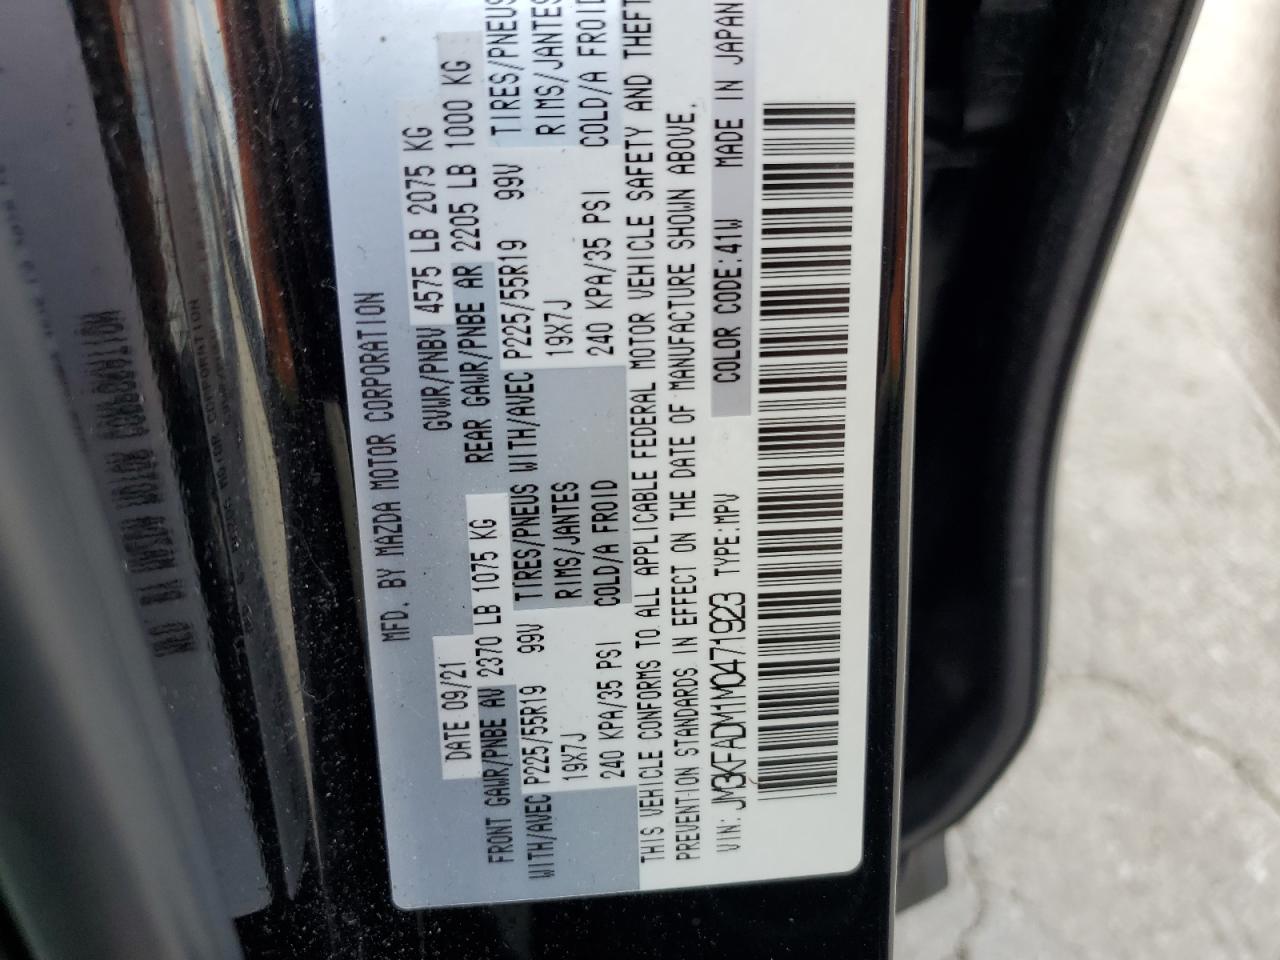 MFD. BY MAZDA MOTOR CORPORATION
DATE 09/21 GVWR/PNBV 4575 LB 2075 KG
FRONT GAWR/PNBE AV 2370 LB 1075 KG REAR GAWR/PNBE AR 2205 LB 1000 KG
WITH/AVEC P225/55R19 99V TIRES/PNEUS WITH/AVEC P225/55R19 99V TIRES/PNEUS
19X7J RIMS/JANTES 19X7J RIMS/JANTES
240 KPA/35 PSI COLD/A FROID 240 KPA/35 PSI COLD/A FROID
THIS VEHICLE CONFORMS TO ALL APPLICABLE FEDERAL MOTOR VEHICLE SAFETY AND THEFT
PREVENTION STANDARDS IN EFFECT ON THE DATE OF MANUFACTURE SHOWN ABOVE.
VIN: JM3KFADM1M0471923 TYPE:MPV COLOR CODE:41W MADE IN JAPAN